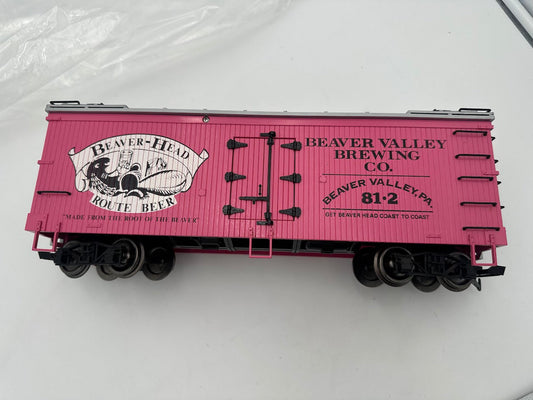 BEAVER-HEAD
ROUTE BEER
"MADE FROM THE ROOT OF THE BEAVER"
BEAVER VALLEY
BREWING
CO.
BEAVER VALLEY, PA.
81-2
GET BEAVER HEAD COAST TO COAST